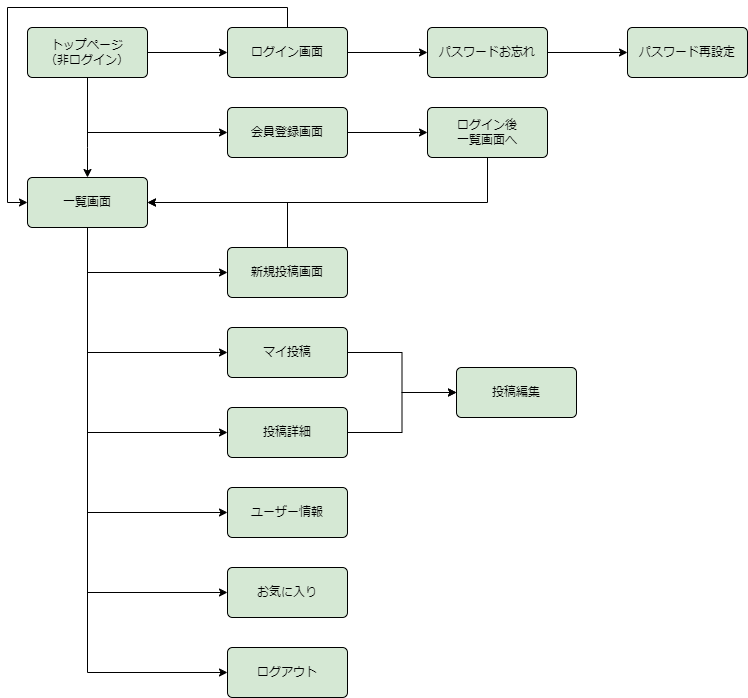 トップページ
（非ログイン）
ログイン画面
パスワードお忘れ
パスワード再設定
会員登録画面
ログイン後
一覧画面へ
一覧画面
新規投稿画面
マイ投稿
投稿編集
投稿詳細
ユーザー情報
お気に入り
ログアウト